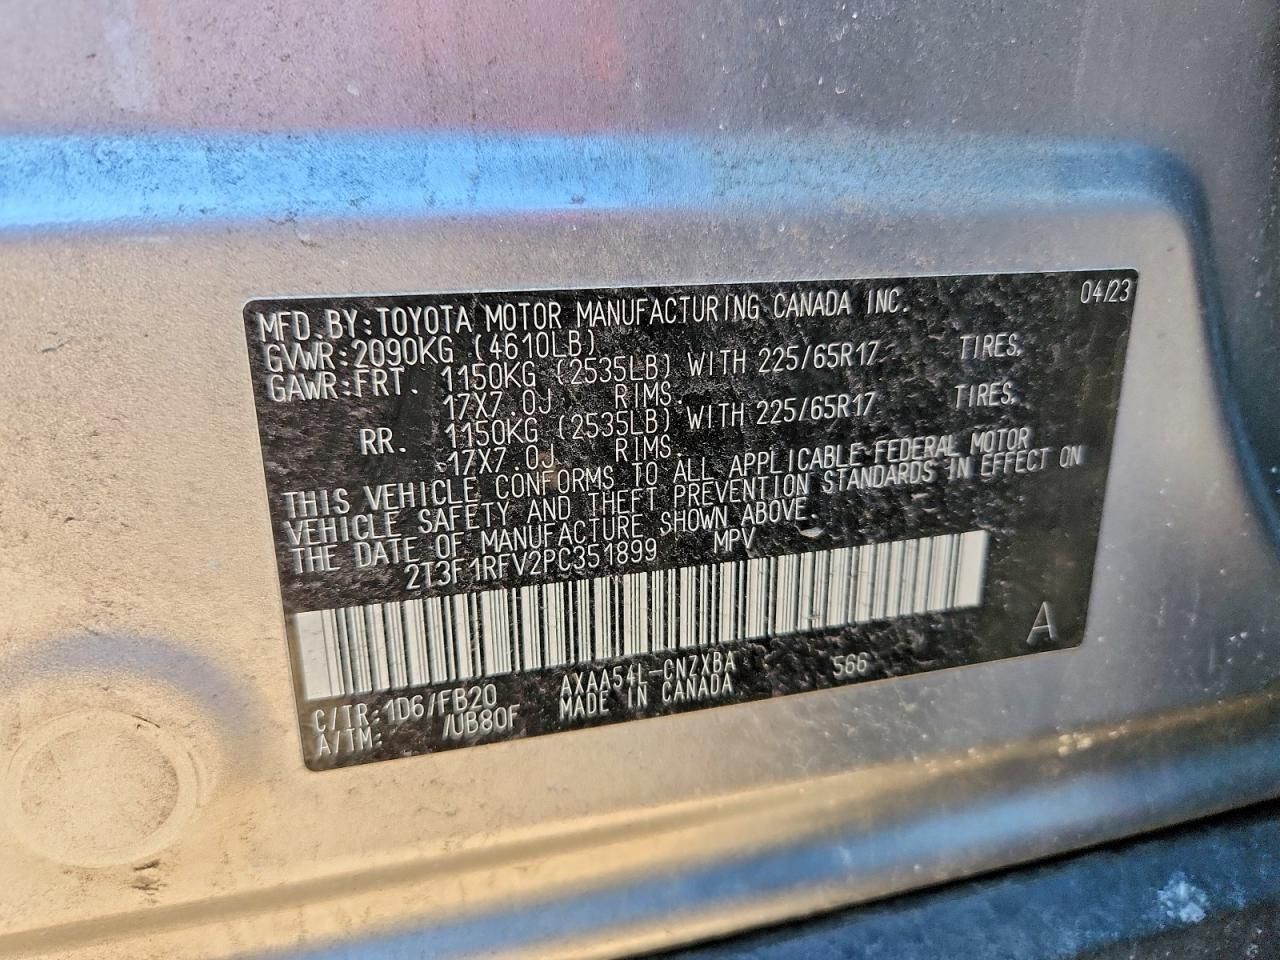 04/23
MFD.BY:TOYOTA MOTOR MANUFACTURING CANADA INC.
GVWR:2090KG (4610LB)
GAWR:FRT. 1150KG (2535LB) WITH 225/65R17 TIRES,
17X7.0J RIMS.
RR. 1150KG (2535LB) WITH 225/65R17 TIRES,
17X7.0J RIMS.
THIS VEHICLE CONFORMS TO ALL APPLICABLE FEDERAL MOTOR
VEHICLE SAFETY AND THEFT PREVENTION STANDARDS IN EFFECT ON
THE DATE OF MANUFACTURE SHOWN ABOVE.
2T3F1RFV2PC351899 MPV
A
C/TR:1D6/FB20 AXAA54L-CNZXBA 566
A/TM: /UB80F MADE IN CANADA